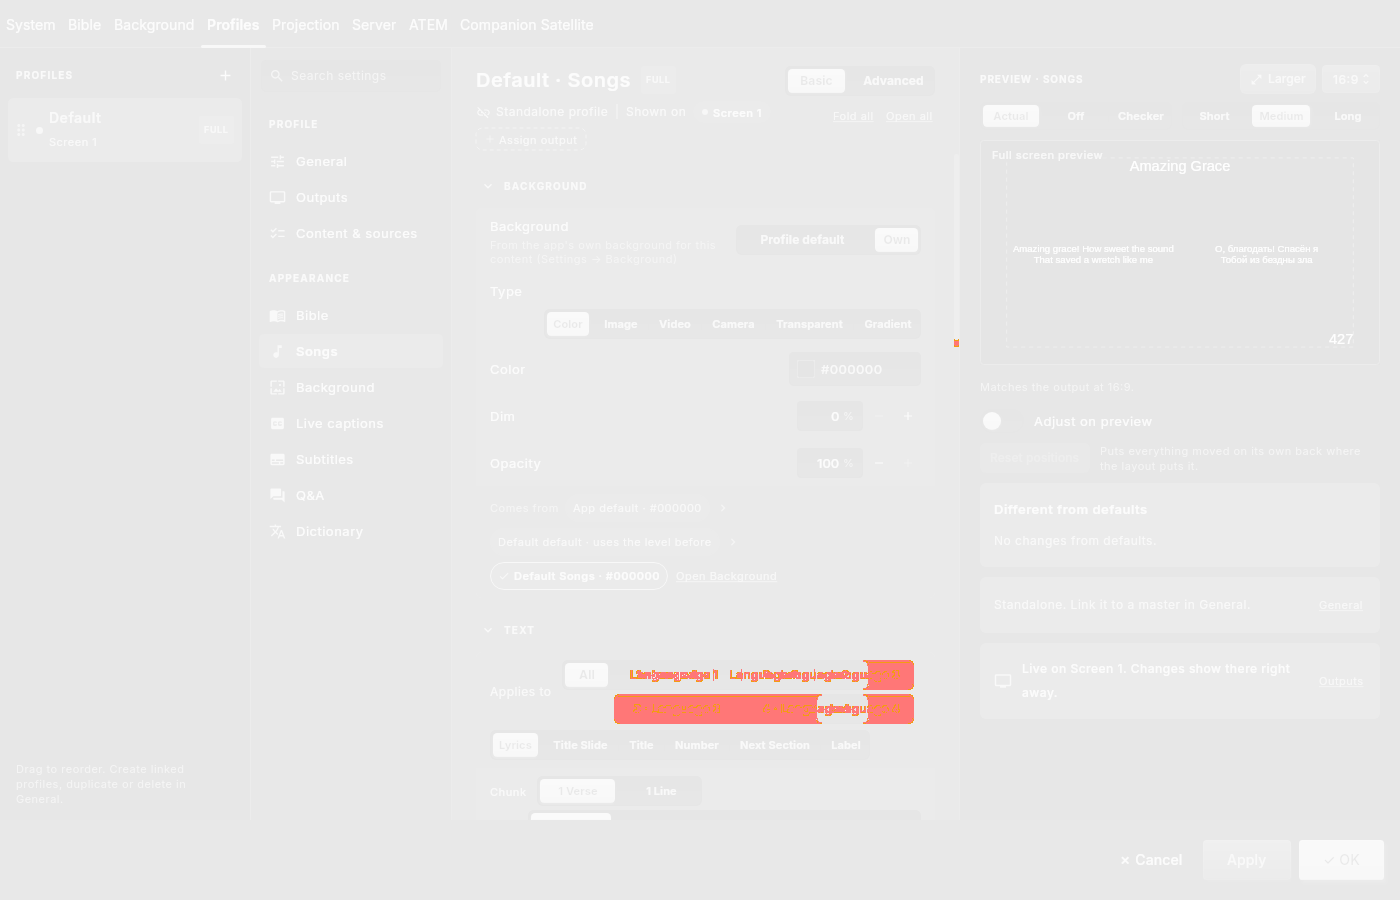 System Bible Background Profiles Projection Server ATEM Companion Satellite
PROFILES
Default
Screen 1
FULL
Drag to reorder. Create linked
profiles, duplicate or delete in
General.
Search settings
PROFILE
General
Outputs
Content & sources
APPEARANCE
Bible
Songs
Background
Live captions
Subtitles
Q&A
Dictionary
Default · Songs FULL
Basic Advanced
Standalone profile | Shown on Screen 1
Fold all Open all
+ Assign output
BACKGROUND
Background
From the app's own background for this
content (Settings → Background)
Profile default Own
Type
Color Image Video Camera Transparent Gradient
Color #000000
Dim 0 %
Opacity 100 %
Comes from App default · #000000
Default default · uses the level before
Default Songs · #000000 Open Background
TEXT
Applies to
All
Lyrics Title Slide Title Number Next Section Label
Chunk 1 Verse 1 Line
PREVIEW · SONGS
Larger 16:9
Actual Off Checker Short Medium Long
Full screen preview
Amazing Grace
Amazing grace! How sweet the sound
That saved a wretch like me
О, благодать! Спасён я
Тобой из бездны зла
427
Matches the output at 16:9.
Adjust on preview
Reset positions
Puts everything moved on its own back where
the layout puts it.
Different from defaults
No changes from defaults.
Standalone. Link it to a master in General.
General
Live on Screen 1. Changes show there right
away.
Outputs
Cancel Apply OK